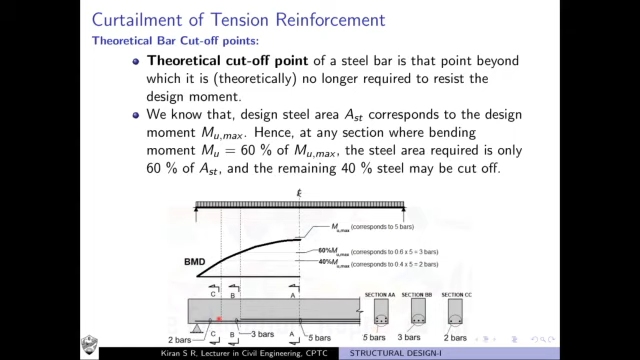 Curtailment of Tension Reinforcement
Theoretical Bar Cut-off points:
Theoretical cut-off point of a steel bar is that point beyond
which it is (theoretically) no longer required to resist the
design moment.
We know that, design steel area Ast corresponds to the design
moment Mu,max. Hence, at any section where bending
moment Mu = 60 % of Mu,max, the steel area required is only
60 % of Ast, and the remaining 40 % steel may be cut off.
Mu,max (corresponds to 5 bars)
60%Mu,max (corresponds to 0.6 x 5 = 3 bars)
BMD
40%Mu,max (corresponds to 0.4 x 5 = 2 bars)
C B A
SECTION AA SECTION BB SECTION CC
2 bars C B 3 bars A 5 bars 5 bars 3 bars 2 bars
Kiran S R, Lecturer in Civil Engineering, CPTC STRUCTURAL DESIGN-I